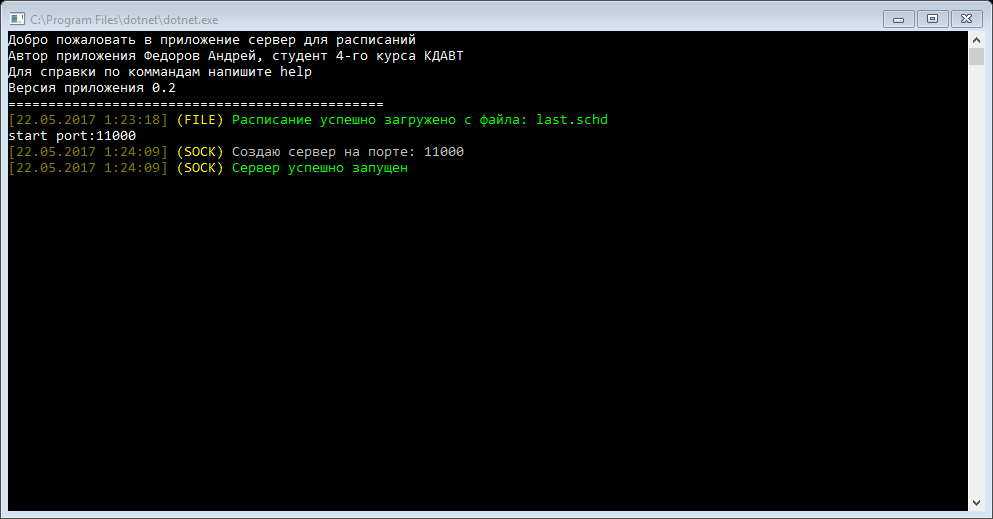 C:\Program Files\dotnet\dotnet.exe
Добро пожаловать в приложение сервер для расписаний
Автор приложения Федоров Андрей, студент 4-го курса КДАВТ
Для справки по коммандам напишите help
Версия приложения 0.2
===============================================
[22.05.2017 1:23:18] (FILE) Расписание успешно загружено с файла: last.schd
start port:11000
[22.05.2017 1:24:09] (SOCK) Создаю сервер на порте: 11000
[22.05.2017 1:24:09] (SOCK) Сервер успешно запущен